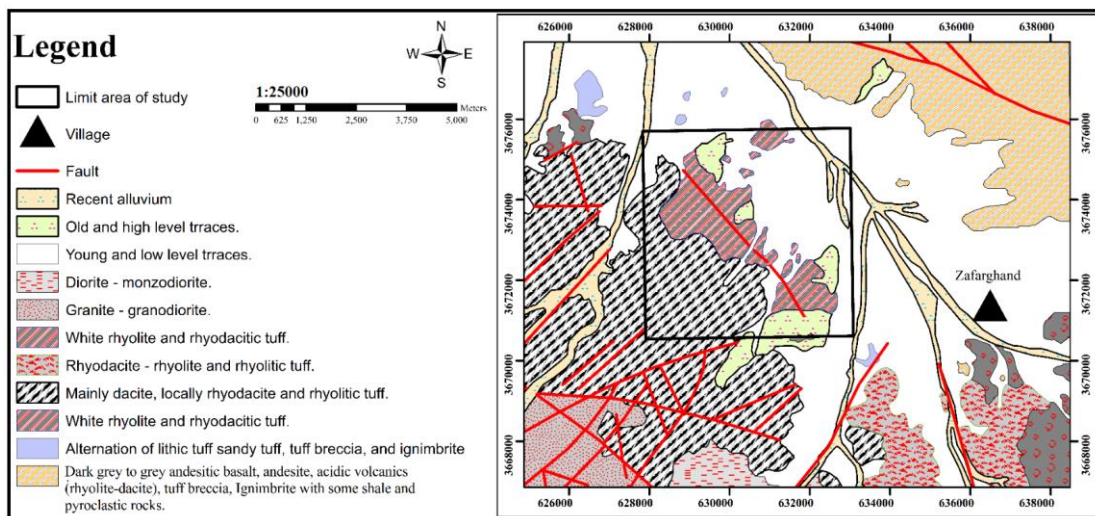 Legend
N
W E
S
1:25000
Meters
0 625 1,250 2,500 3,750 5,000
Limit area of study
Village
Fault
Recent alluvium
Old and high level trraces.
Young and low level trraces.
Diorite - monzodiorite.
Granite - granodiorite.
White rhyolite and rhyodacitic tuff.
Rhyodacite - rhyolite and rhyolitic tuff.
Mainly dacite, locally rhyodacite and rhyolitic tuff.
White rhyolite and rhyodacitic tuff.
Alternation of lithic tuff sandy tuff, tuff breccia, and ignimbrite
Dark grey to grey andesitic basalt, andesite, acidic volcanics
(rhyolite-dacite), tuff breccia, Ignimbrite with some shale and
pyroclastic rocks.
626000 628000 630000 632000 634000 636000 638000
3676000 3676000
3674000 3674000
3672000 3672000
Zafarghand
3670000 3670000
3668000 3668000
626000 628000 630000 632000 634000 636000 638000